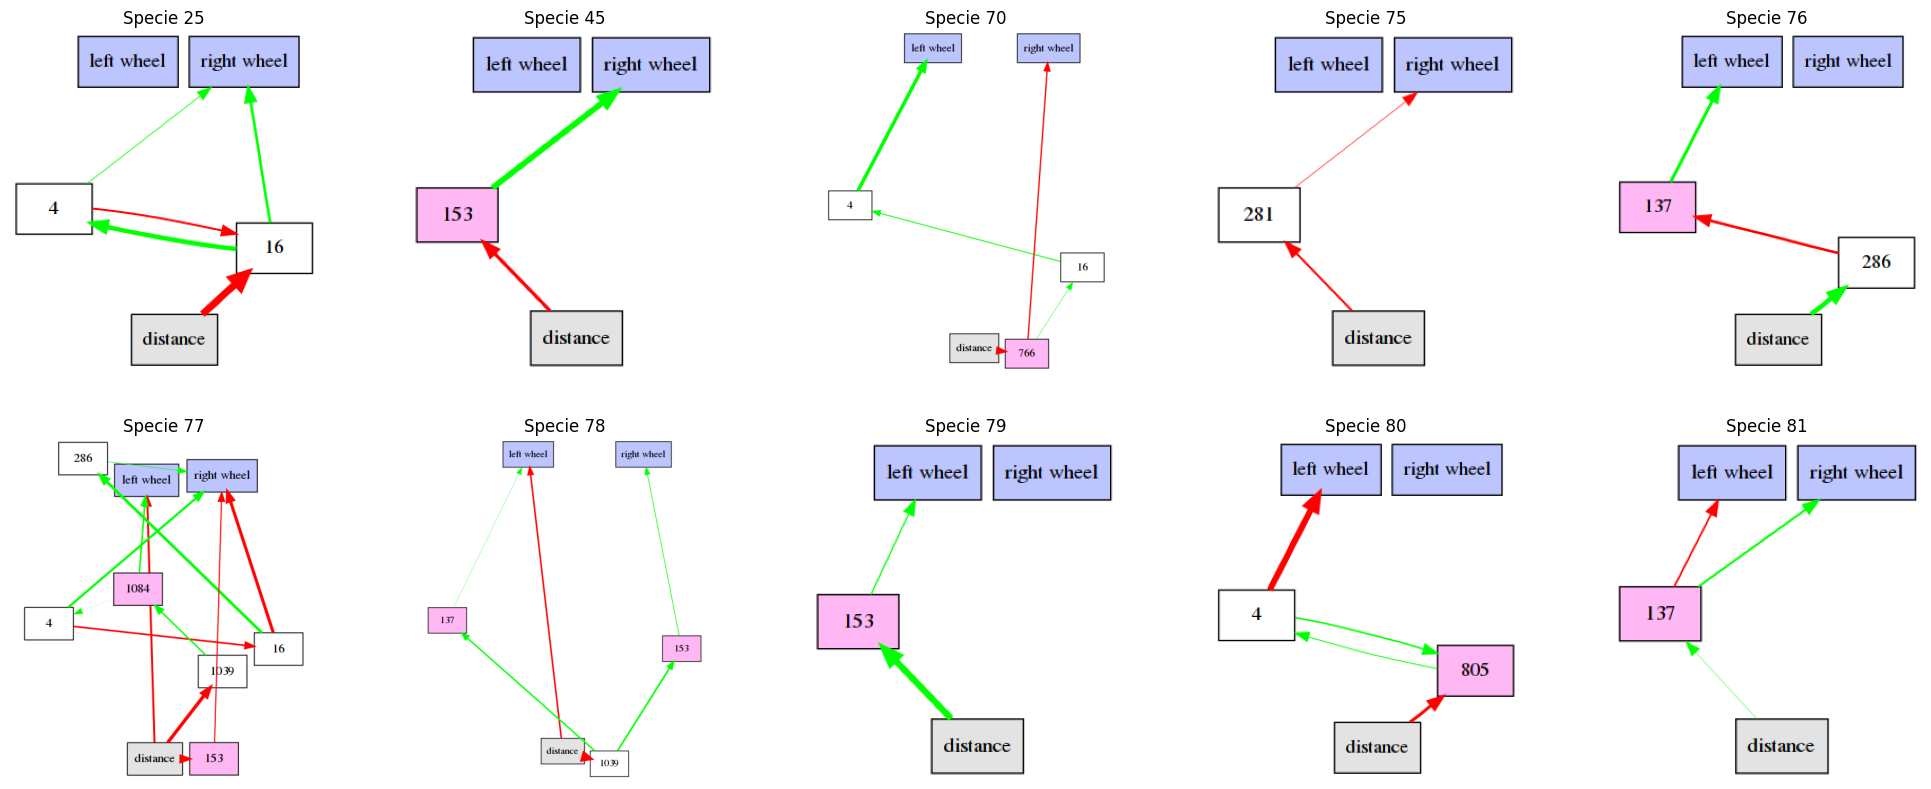 Specie 25
left wheel
right wheel
4
16
distance
Specie 45
left wheel
right wheel
153
distance
Specie 70
left wheel
right wheel
4
16
distance
766
Specie 75
left wheel
right wheel
281
distance
Specie 76
left wheel
right wheel
137
286
distance
Specie 77
286
left wheel
right wheel
1084
4
16
1039
distance
153
Specie 78
left wheel
right wheel
137
153
distance
1039
Specie 79
left wheel
right wheel
153
distance
Specie 80
left wheel
right wheel
4
805
distance
Specie 81
left wheel
right wheel
137
distance